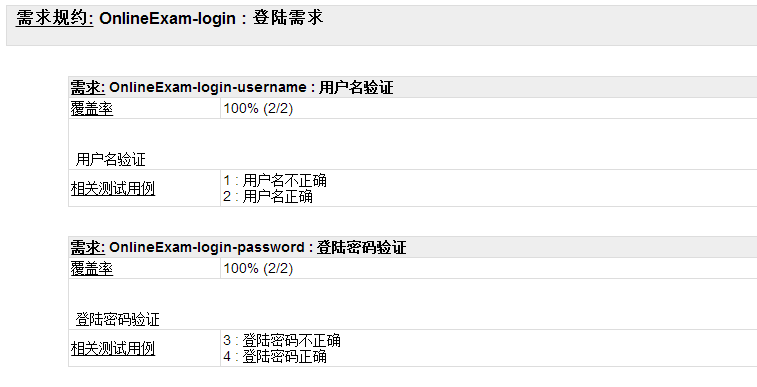 需求规约: OnlineExam-login : 登陆需求
需求: OnlineExam-login-username : 用户名验证
覆盖率 100% (2/2)
用户名验证
相关测试用例
1 : 用户名不正确
2 : 用户名正确
需求: OnlineExam-login-password : 登陆密码验证
覆盖率 100% (2/2)
登陆密码验证
相关测试用例
3 : 登陆密码不正确
4 : 登陆密码正确